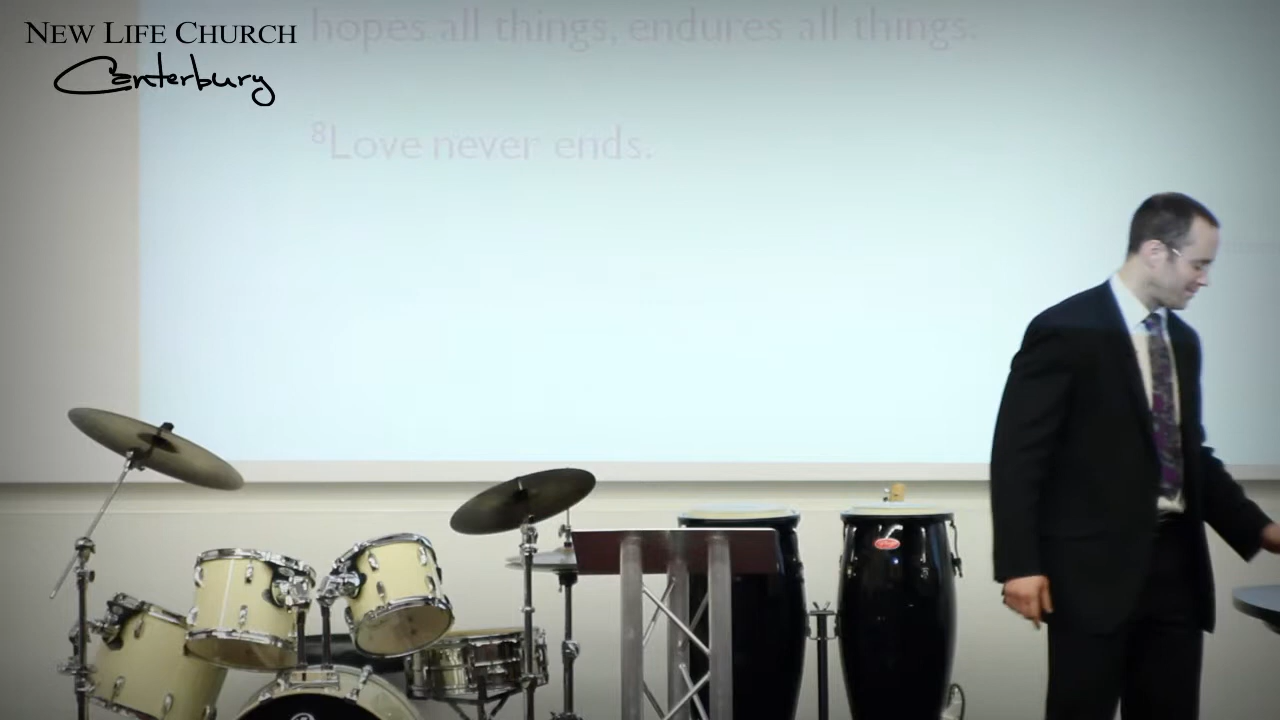 NEW LIFE CHURCH
Canterbury
hopes all things, endures all things.
8Love never ends.